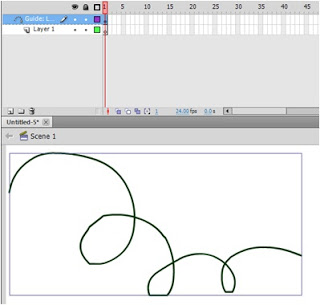 1 5 10 15 20 25 30 35 40 45
Guide: L...
Layer 1
1 24.00 fps 0.0 s
Untitled-5* x
Scene 1